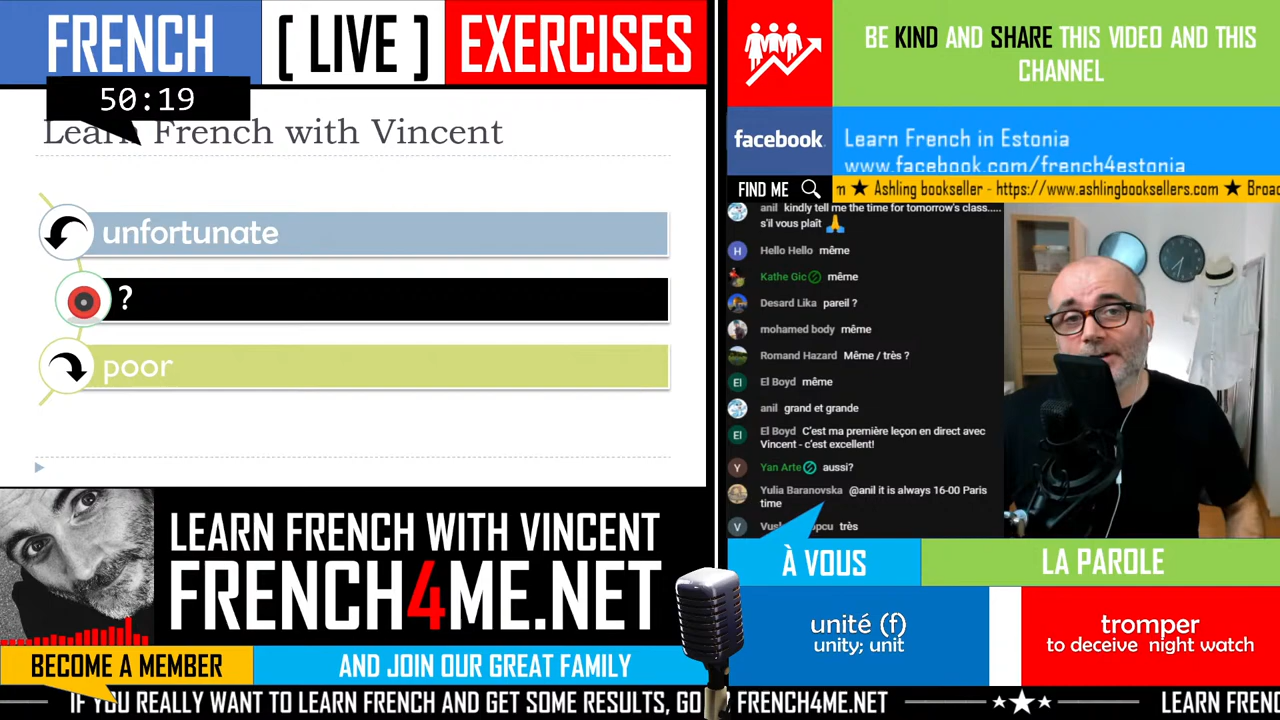 FRENCH
[ LIVE ]
EXERCISES
50:19
Learn French with Vincent
unfortunate
?
poor
LEARN FRENCH WITH VINCENT
FRENCH4ME.NET
BECOME A MEMBER
AND JOIN OUR GREAT FAMILY
IF YOU REALLY WANT TO LEARN FRENCH AND GET SOME RESULTS, GO
FRENCH4ME.NET
LEARN FRENC
BE KIND AND SHARE THIS VIDEO AND THIS
CHANNEL
facebook.
Learn French in Estonia
www.facebook.com/french4estonia
FIND ME
m ★ Ashling bookseller - https://www.ashlingbooksellers.com ★ Broad
anil kindly tell me the time for tomorrow's class.....
s'il vous plaît 🙏
H Hello Hello même
Kathe Gic même
Desard Lika pareil ?
mohamed body même
Romand Hazard Même / très ?
El El Boyd même
anil grand et grande
El El Boyd C'est ma première leçon en direct avec
Vincent - c'est excellent!
Y Yan Arte aussi?
Yulia Baranovska @anil it is always 16-00 Paris
time
V très
À VOUS
LA PAROLE
unité (f)
unity; unit
tromper
to deceive night watch